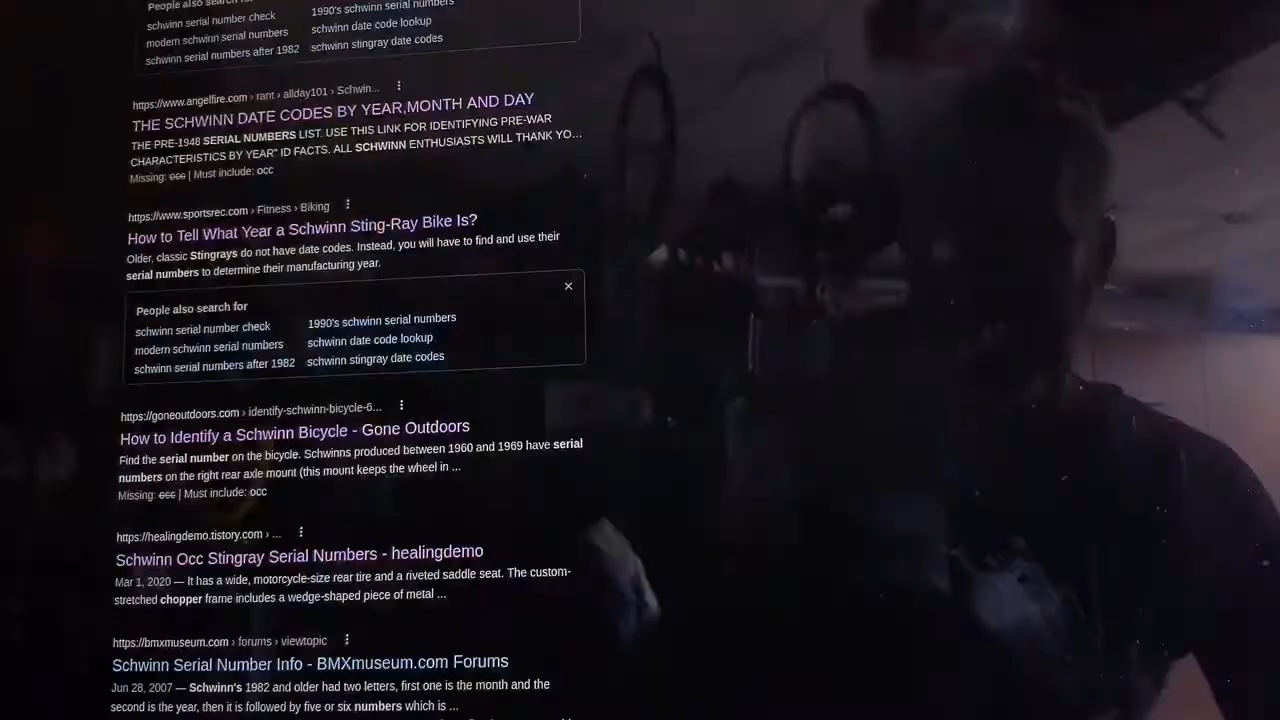 People also search for
schwinn serial number check
1990's schwinn serial numbers
modern schwinn serial numbers
schwinn date code lookup
schwinn serial numbers after 1982
schwinn stingray date codes
https://www.angelfire.com › rant › allday101 › Schwin...
THE SCHWINN DATE CODES BY YEAR,MONTH AND DAY
THE PRE-1948 SERIAL NUMBERS LIST. USE THIS LINK FOR IDENTIFYING PRE-WAR
CHARACTERISTICS BY YEAR" ID FACTS. ALL SCHWINN ENTHUSIASTS WILL THANK YO...
Missing: occ | Must include: occ
https://www.sportsrec.com › Fitness › Biking
How to Tell What Year a Schwinn Sting-Ray Bike Is?
Older, classic Stingrays do not have date codes. Instead, you will have to find and use their
serial numbers to determine their manufacturing year.
People also search for
schwinn serial number check
1990's schwinn serial numbers
modern schwinn serial numbers
schwinn date code lookup
schwinn serial numbers after 1982
schwinn stingray date codes
https://goneoutdoors.com › identify-schwinn-bicycle-6...
How to Identify a Schwinn Bicycle - Gone Outdoors
Find the serial number on the bicycle. Schwinns produced between 1960 and 1969 have serial
numbers on the right rear axle mount (this mount keeps the wheel in ...
Missing: occ | Must include: occ
https://healingdemo.tistory.com › ...
Schwinn Occ Stingray Serial Numbers - healingdemo
Mar 1, 2020 — It has a wide, motorcycle-size rear tire and a riveted saddle seat. The custom-
stretched chopper frame includes a wedge-shaped piece of metal ...
https://bmxmuseum.com › forums › viewtopic
Schwinn Serial Number Info - BMXmuseum.com Forums
Jun 28, 2007 — Schwinn's 1982 and older had two letters, first one is the month and the
second is the year, then it is followed by five or six numbers which is ...